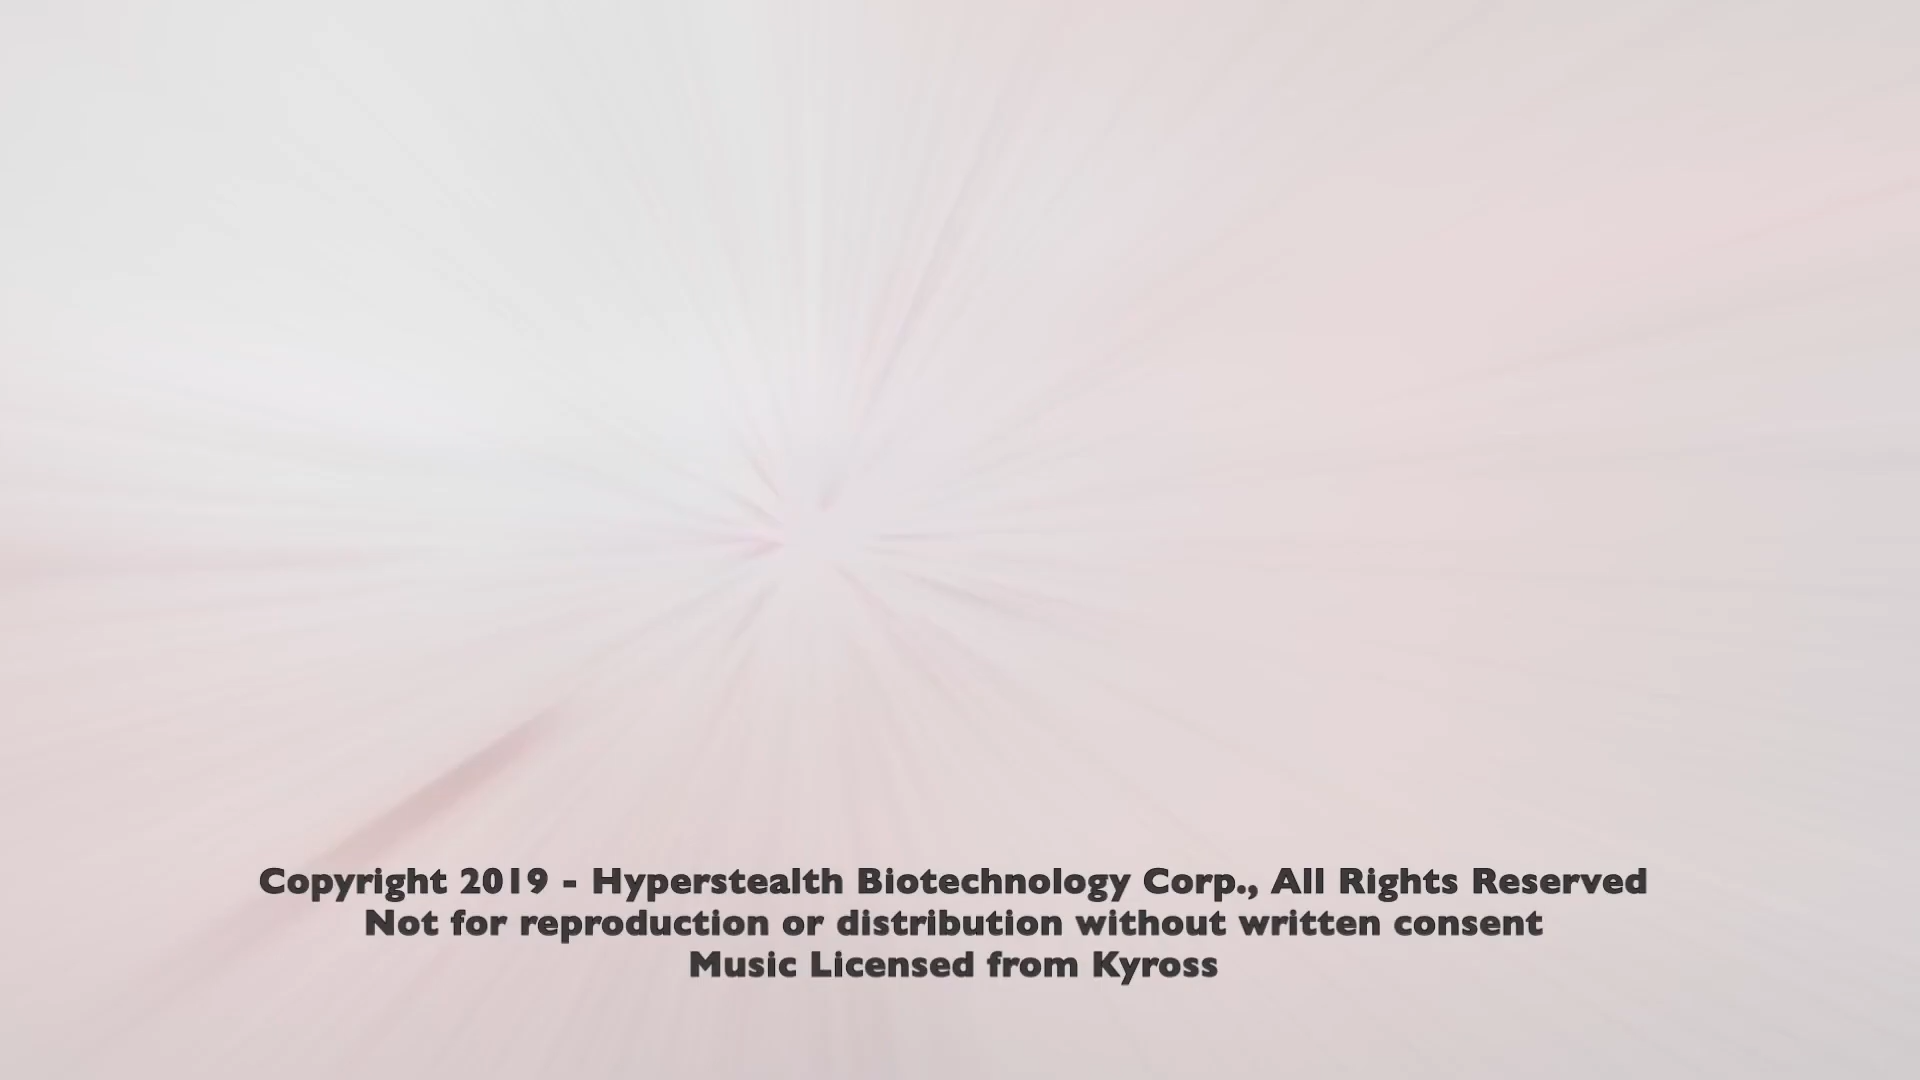 Copyright 2019 - Hyperstealth Biotechnology Corp., All Rights Reserved
Not for reproduction or distribution without written consent
Music Licensed from Kyross